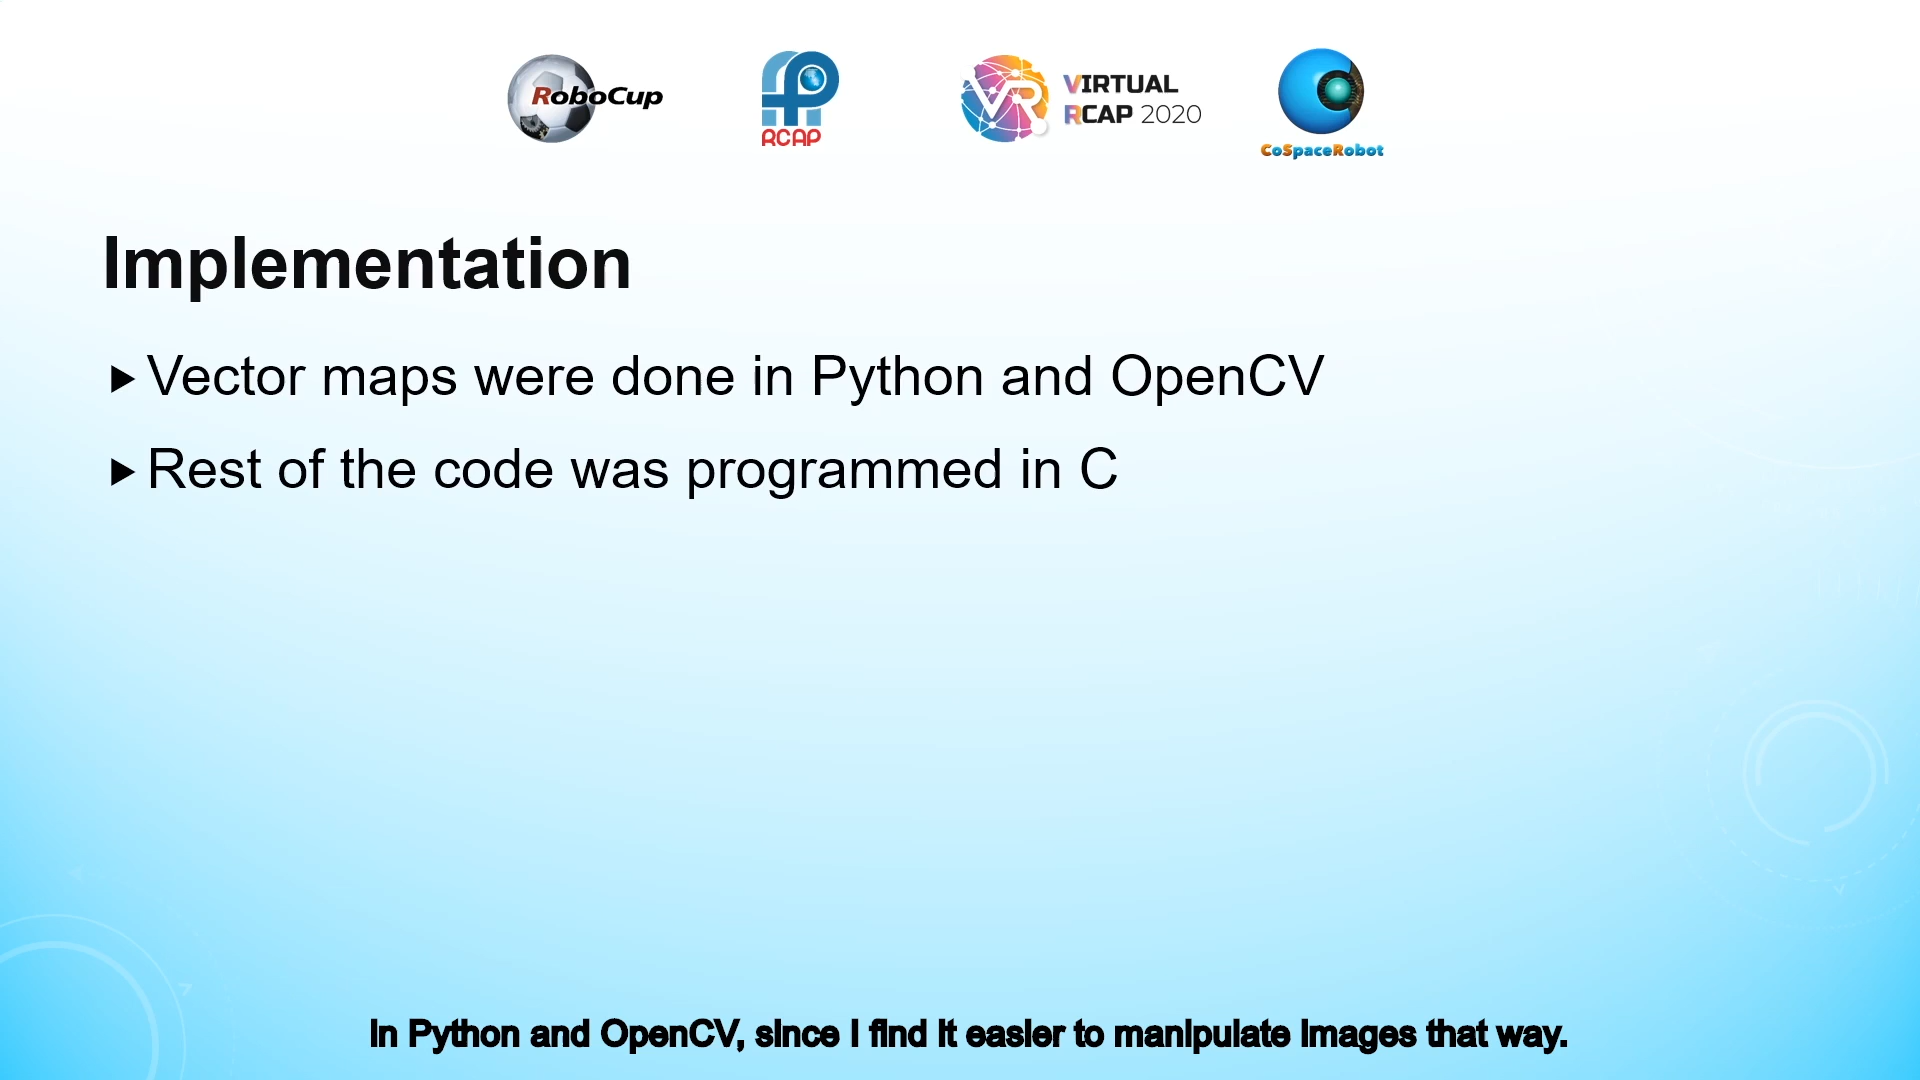 RoboCup
RCAP
VR
VIRTUAL
RCAP 2020
CoSpaceRobot
Implementation
Vector maps were done in Python and OpenCV
Rest of the code was programmed in C
In Python and OpenCV, since I find it easier to manipulate images that way.